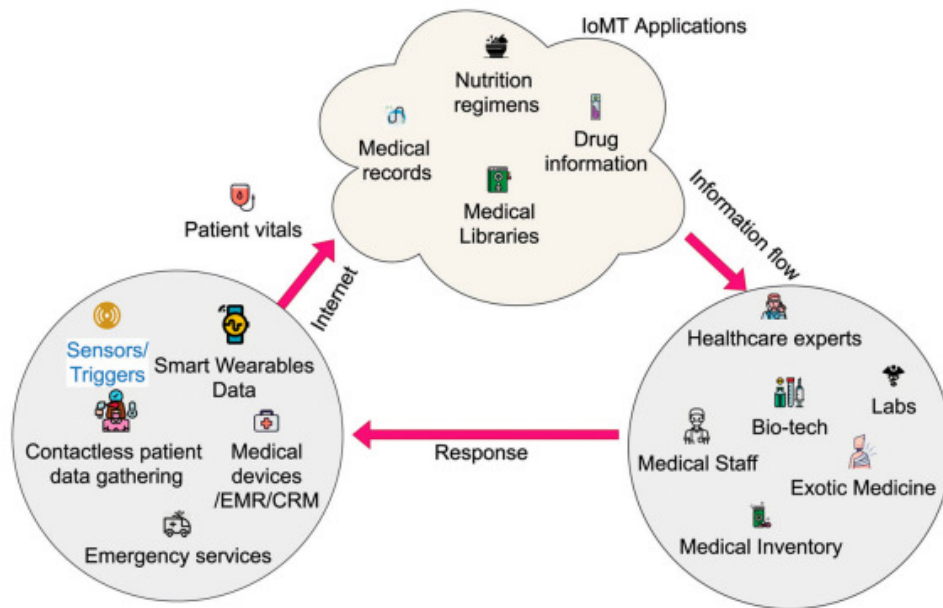 IoMT Applications
Nutrition
regimens
Medical
records
Drug
information
Medical
Libraries
Patient vitals
Internet
Information flow
Sensors/
Triggers
Smart Wearables
Data
Contactless patient
data gathering
Medical
devices
/EMR/CRM
Emergency services
Response
Healthcare experts
Labs
Bio-tech
Medical Staff
Exotic Medicine
Medical Inventory